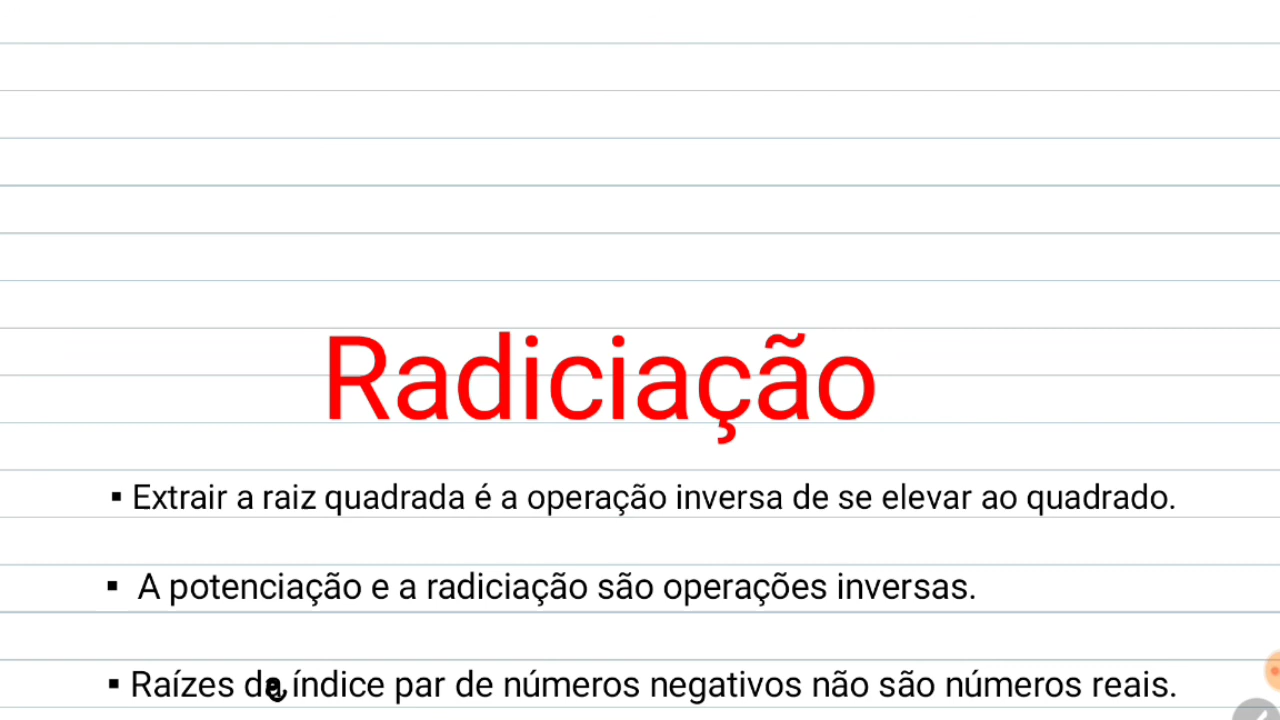 Radiciação
▪ Extrair a raiz quadrada é a operação inversa de se elevar ao quadrado.
▪ A potenciação e a radiciação são operações inversas.
▪ Raízes de índice par de números negativos não são números reais.